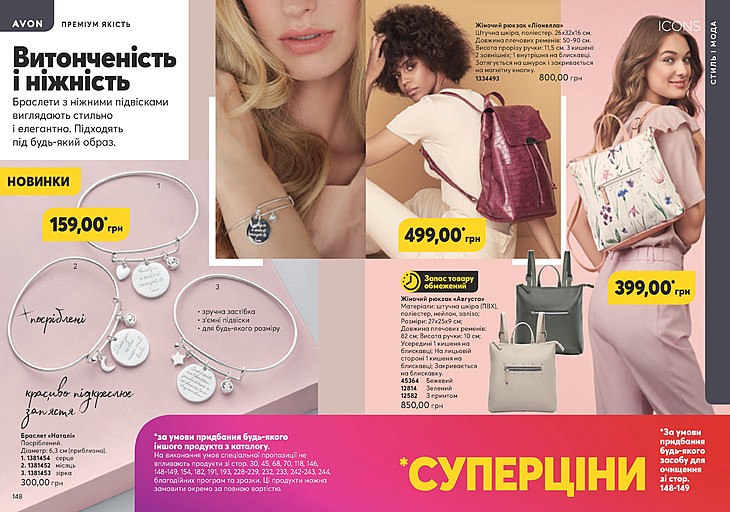 AVON
ПРЕМІУМ ЯКІСТЬ
Витонченість
і ніжність
Браслети з ніжними підвісками
виглядають стильно
і елегантно. Підходять
під будь-який образ.
НОВИНКИ
1
159,00* грн
2
3
+посріблені
• зручна застібка
• з'ємні підвіски
• для будь-якого розміру
красиво підкреслює
зап'ястя
Браслет «Наталі»
Посріблений.
Діаметр: 6,3 см (приблизно).
1. 1381454 серце
2. 1381452 місяць
3. 1381453 зірка
300,00 грн
148
Жіночий рюкзак «Ліонелла»
Штучна шкіра, поліестер. 26х32х16 см.
Довжина плечових ременів: 50-90 см.
Висота прорізу ручки: 11,5 см. 3 кишені:
2 зовнішніх; 1 внутрішня на блискавці.
Затягується на шнурок і закривається
на магнітну кнопку.
1334493 800,00 грн
499,00* грн
ICONS
СТИЛЬ І МОДА
399,00* грн
Запас товару
обмежений
Жіночий рюкзак «Августа»
Матеріали: штучна шкіра (ПВХ),
поліестер, нейлон, залізо;
Розміри: 27х25х9 см;
Довжина плечових ременів:
82 см; Висота ручки: 10 см;
Усередині 1 кишеня на
блискавці; На лицьовій
стороні 1 кишеня на
блискавці; Закривається
на блискавку.
45364 Бежевий
12814 Зелений
12582 З принтом
850,00 грн
*за умови придбання будь-якого
іншого продукта з каталогу.
На виконання умов спеціальної пропозиції не
впливають продукти зі стор. 30, 45, 68, 70, 118, 146,
148-149, 154, 182, 191, 193, 228-229, 232, 233, 242-243, 244,
благодійних програм та зразки. Ці продукти можна
замовити окремо за повною вартістю.
*СУПЕРЦІНИ
*За умови
придбання
будь-якого
засобу для
очищення
зі стор.
148-149